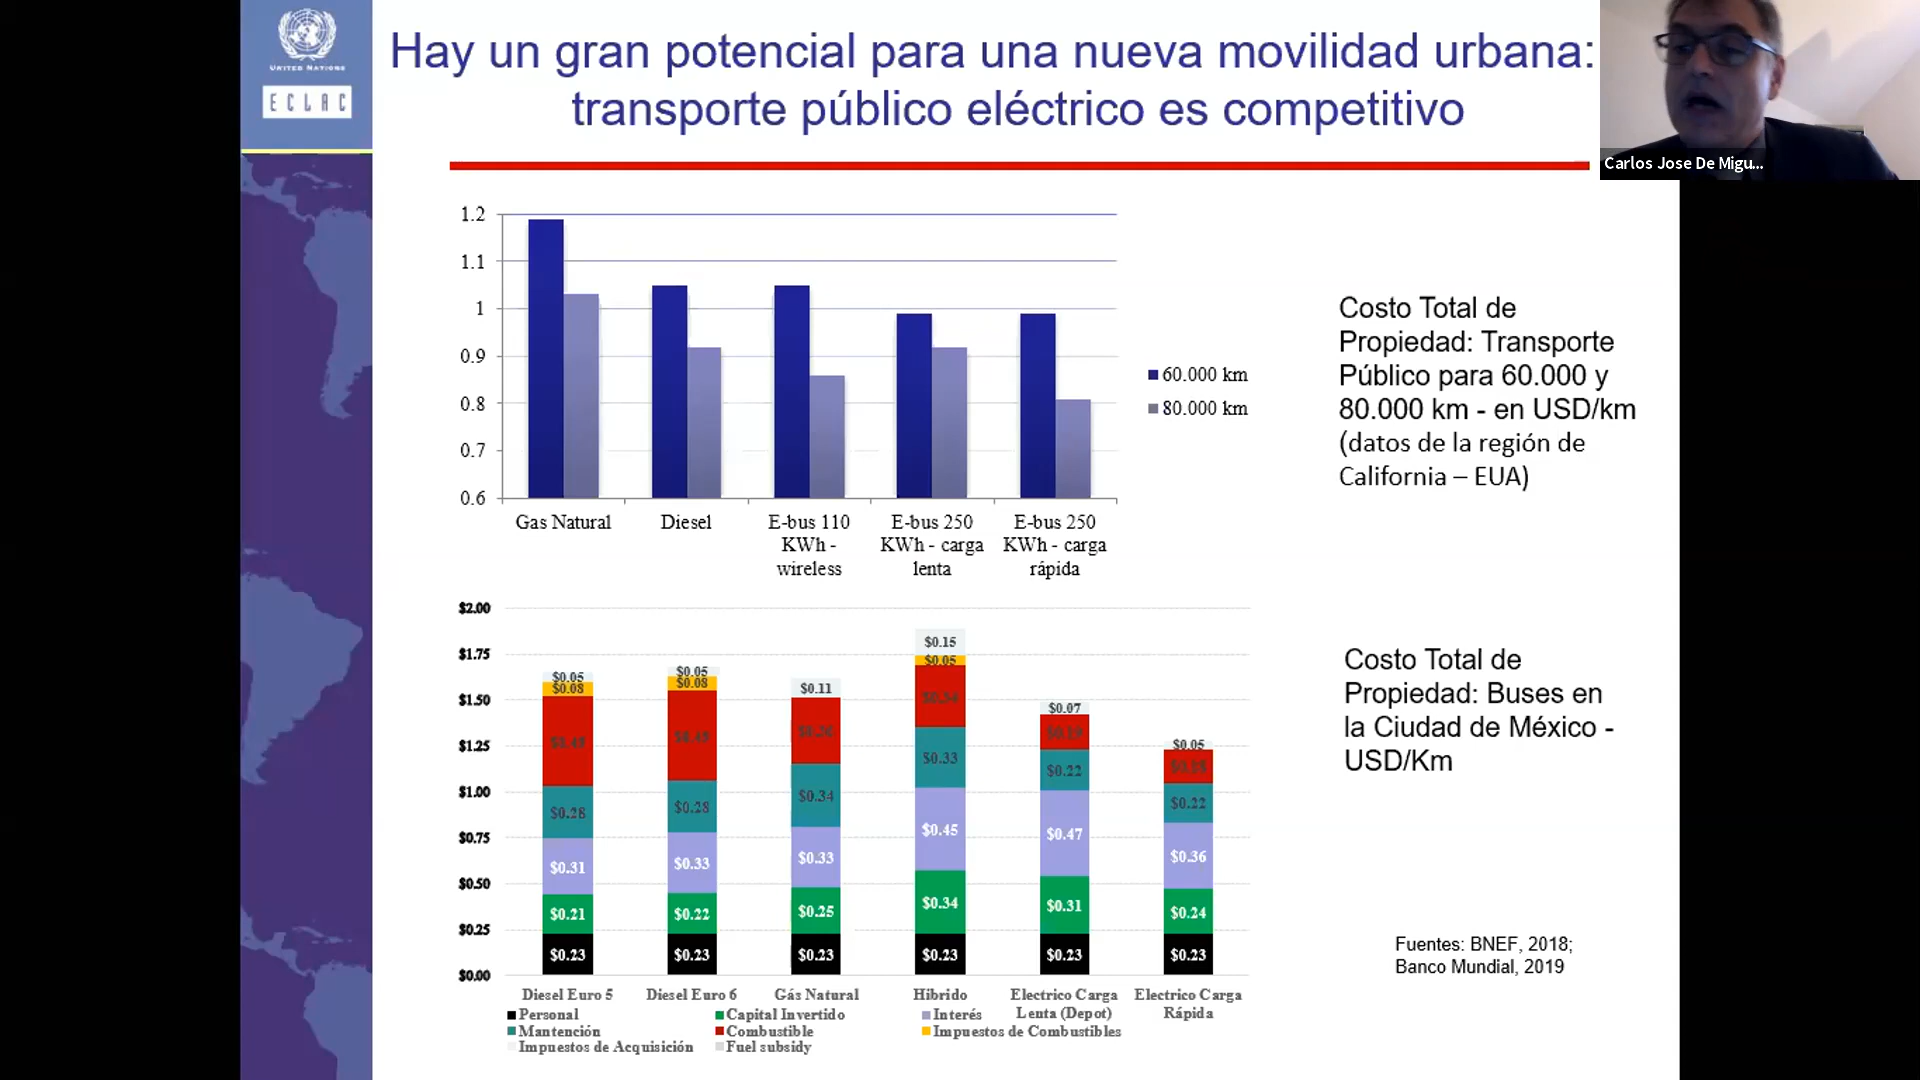 UNITED NATIONS
ECLAC
Hay un gran potencial para una nueva movilidad urbana:
transporte público eléctrico es competitivo
Carlos Jose De Migu...
1.2
1.1
1
0.9
0.8
0.7
0.6
Gas Natural
Diesel
E-bus 110
KWh -
wireless
E-bus 250
KWh - carga
lenta
E-bus 250
KWh - carga
rápida
60.000 km
80.000 km
Costo Total de
Propiedad: Transporte
Público para 60.000 y
80.000 km - en USD/km
(datos de la región de
California – EUA)
$2.00
$1.75
$1.50
$1.25
$1.00
$0.75
$0.50
$0.25
$0.00
$0.05
$0.08
$0.28
$0.31
$0.21
$0.23
$0.05
$0.08
$0.28
$0.33
$0.22
$0.23
$0.11
$0.34
$0.33
$0.25
$0.23
$0.15
$0.05
$0.34
$0.33
$0.45
$0.34
$0.23
$0.07
$0.22
$0.47
$0.31
$0.23
$0.05
$0.22
$0.36
$0.24
$0.23
Diesel Euro 5
Diesel Euro 6
Gás Natural
Híbrido
Electrico Carga
Lenta (Depot)
Electrico Carga
Rápida
Personal
Capital Invertido
Interés
Mantención
Combustible
Impuestos de Combustibles
Impuestos de Acquisición
Fuel subsidy
Costo Total de
Propiedad: Buses en
la Ciudad de México -
USD/Km
Fuentes: BNEF, 2018;
Banco Mundial, 2019